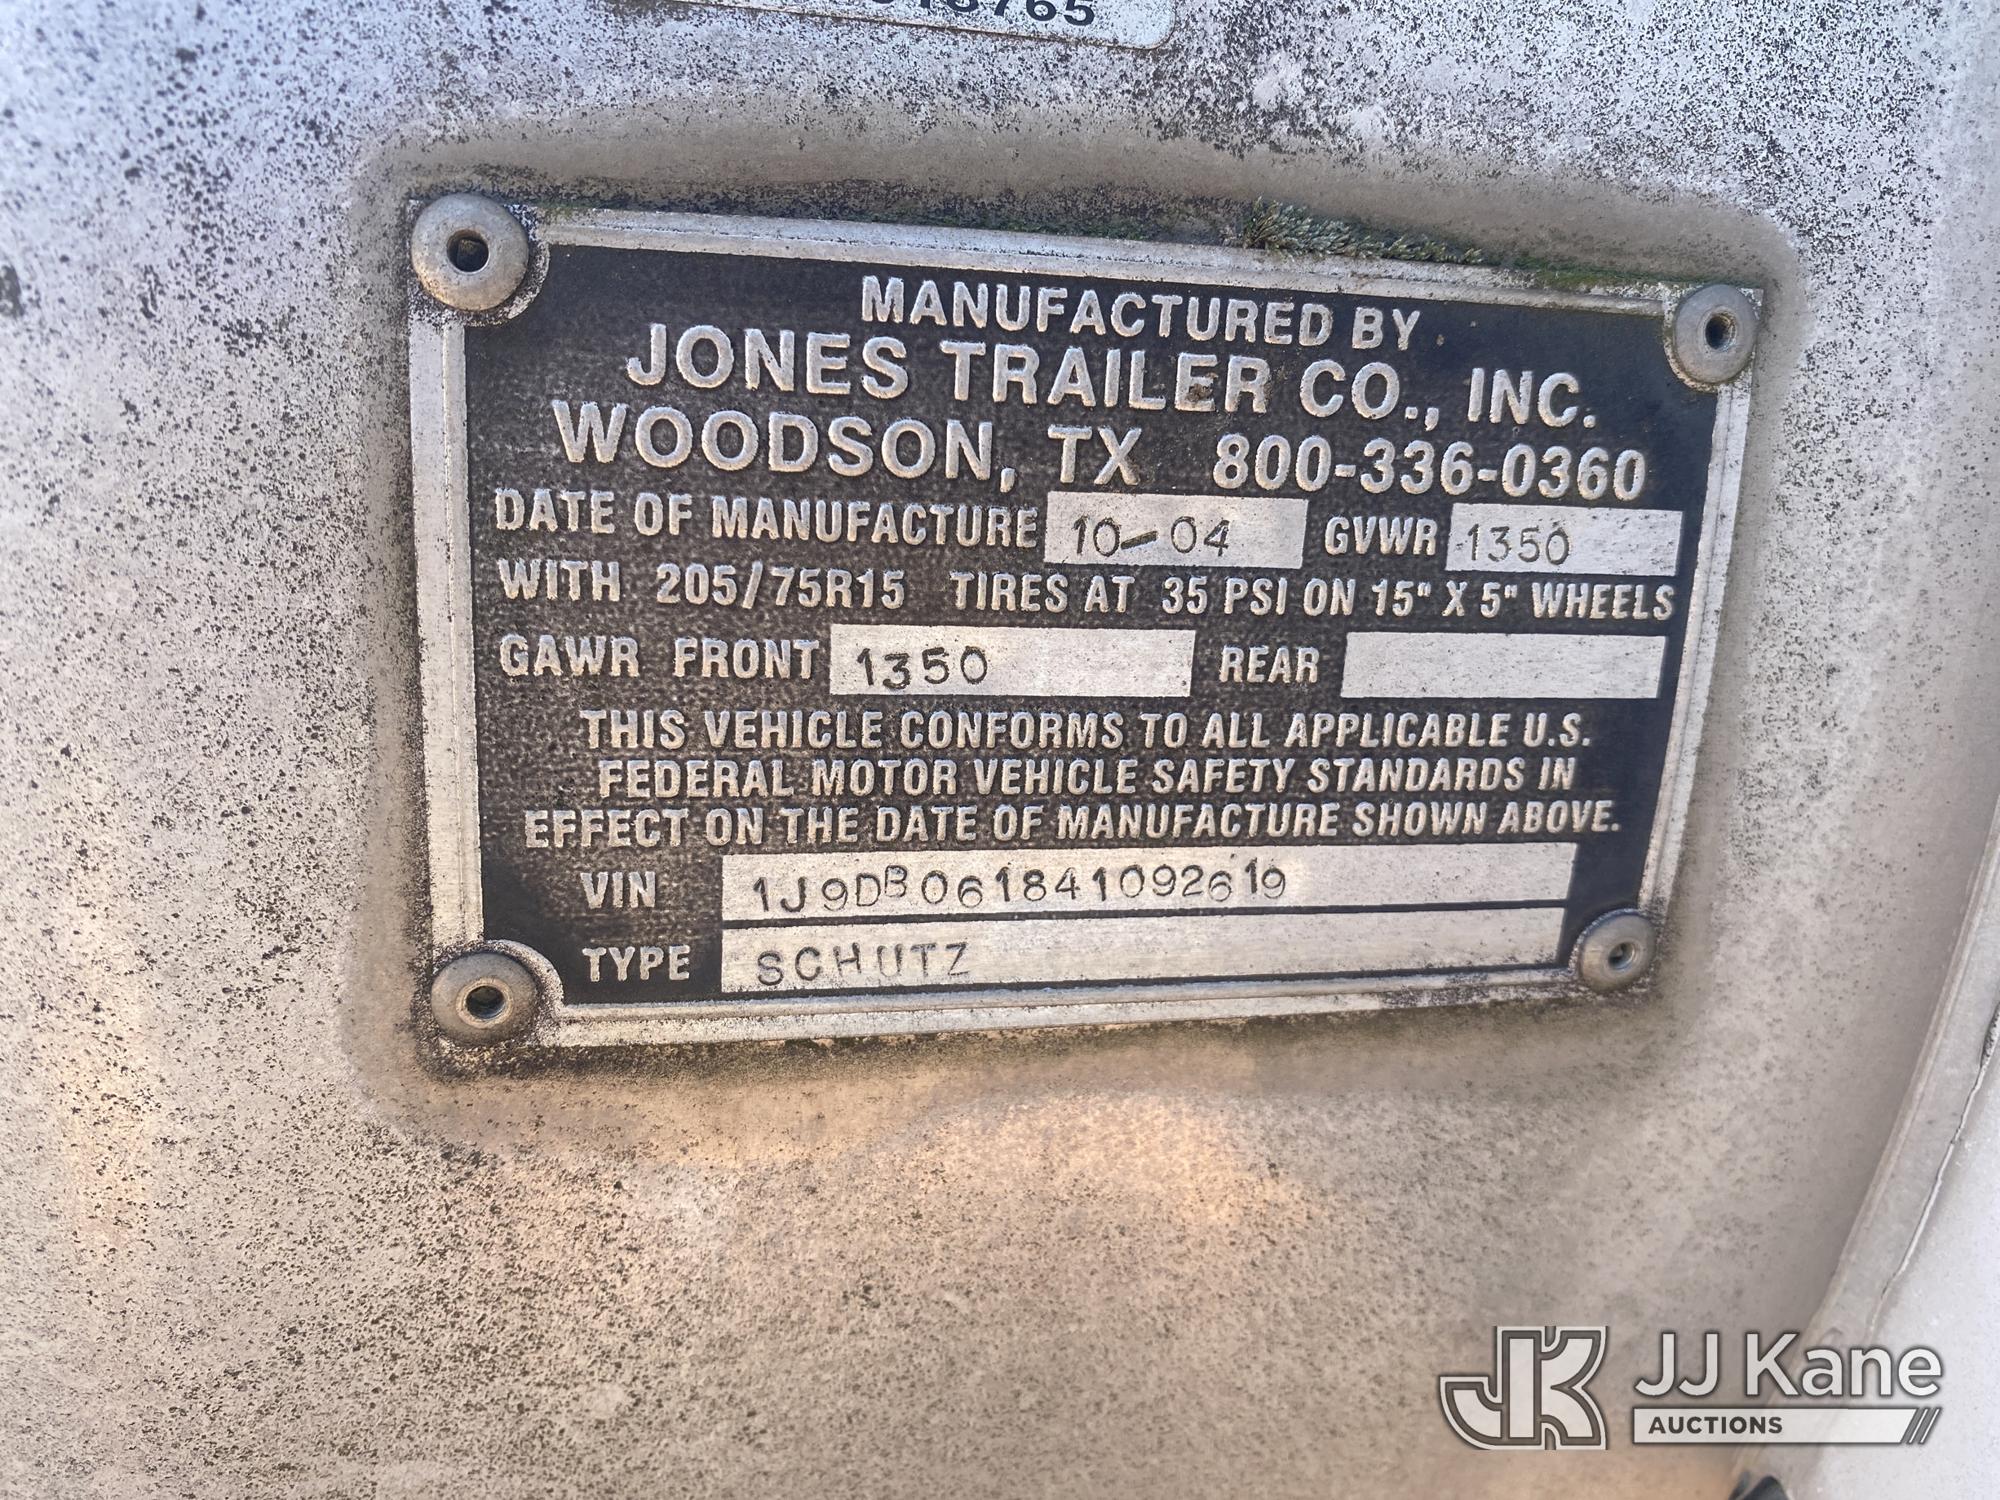 MANUFACTURED BY
JONES TRAILER CO., INC.
WOODSON, TX 800-336-0360
DATE OF MANUFACTURE 10-04 GVWR 1350
WITH 205/75R15 TIRES AT 35 PSI ON 15" X 5" WHEELS
GAWR FRONT 1350 REAR
THIS VEHICLE CONFORMS TO ALL APPLICABLE U.S.
FEDERAL MOTOR VEHICLE SAFETY STANDARDS IN
EFFECT ON THE DATE OF MANUFACTURE SHOWN ABOVE.
VIN 1J9DB061841092619
TYPE SCHUTZ
JK JJ Kane
AUCTIONS